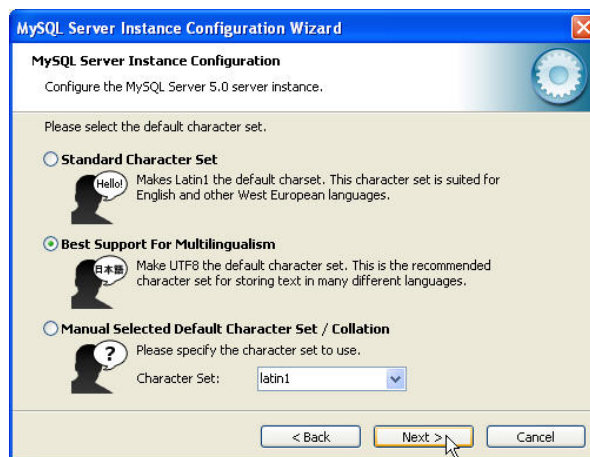 MySQL Server Instance Configuration Wizard
MySQL Server Instance Configuration
Configure the MySQL Server 5.0 server instance.
Please select the default character set.
Standard Character Set
Hello!
Makes Latin1 the default charset. This character set is suited for
English and other West European languages.
Best Support For Multilingualism
日本語
Make UTF8 the default character set. This is the recommended
character set for storing text in many different languages.
Manual Selected Default Character Set / Collation
?
Please specify the character set to use.
Character Set: latin1
< Back Next > Cancel